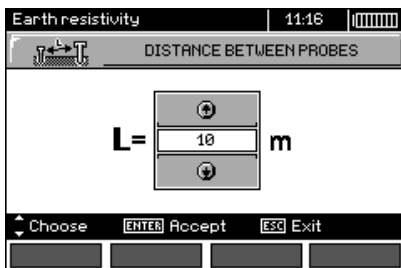 Earth resistivity 11:16
L
DISTANCE BETWEEN PROBES
L= 10 m
Choose ENTER Accept ESC Exit